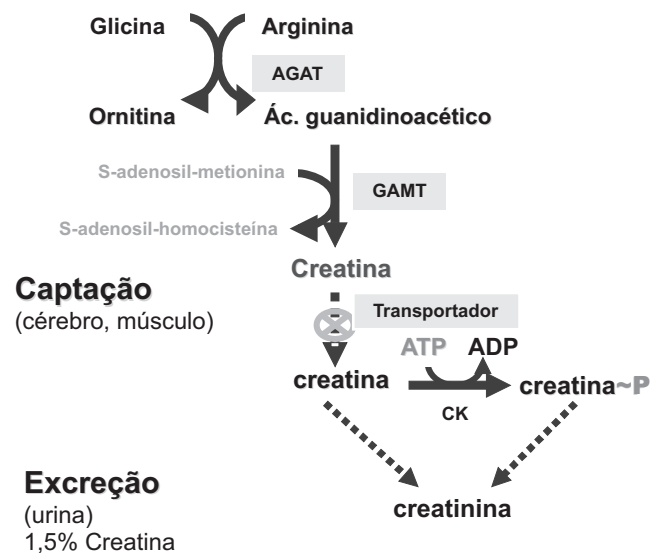 Glicina
Arginina
AGAT
Ornitina
Ác. guanidinoacético
S-adenosil-metionina
GAMT
S-adenosil-homocisteína
Creatina
Captação
(cérebro, músculo)
Transportador
ATP
ADP
creatina
creatina~P
CK
Excreção
(urina)
1,5% Creatina
creatinina